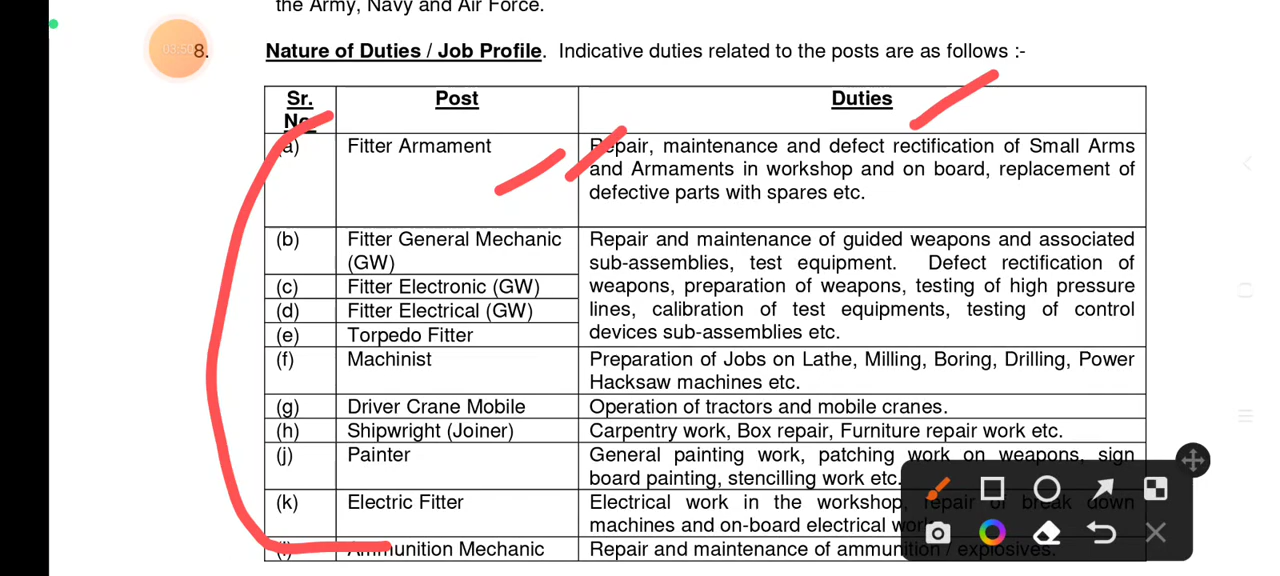 the Army, Navy and Air Force.
03:50
8. Nature of Duties / Job Profile. Indicative duties related to the posts are as follows :-
Sr. No. Post Duties
(a) Fitter Armament Repair, maintenance and defect rectification of Small Arms
and Armaments in workshop and on board, replacement of
defective parts with spares etc.
(b) Fitter General Mechanic (GW) Repair and maintenance of guided weapons and associated
sub-assemblies, test equipment. Defect rectification of
(c) Fitter Electronic (GW) weapons, preparation of weapons, testing of high pressure
(d) Fitter Electrical (GW) lines, calibration of test equipments, testing of control
(e) Torpedo Fitter devices sub-assemblies etc.
(f) Machinist Preparation of Jobs on Lathe, Milling, Boring, Drilling, Power
Hacksaw machines etc.
(g) Driver Crane Mobile Operation of tractors and mobile cranes.
(h) Shipwright (Joiner) Carpentry work, Box repair, Furniture repair work etc.
(j) Painter General painting work, patching work on weapons, sign
board painting, stencilling work etc.
(k) Electric Fitter Electrical work in the workshop, repair of break down
machines and on-board electrical work.
(l) Ammunition Mechanic Repair and maintenance of ammunition / explosives.